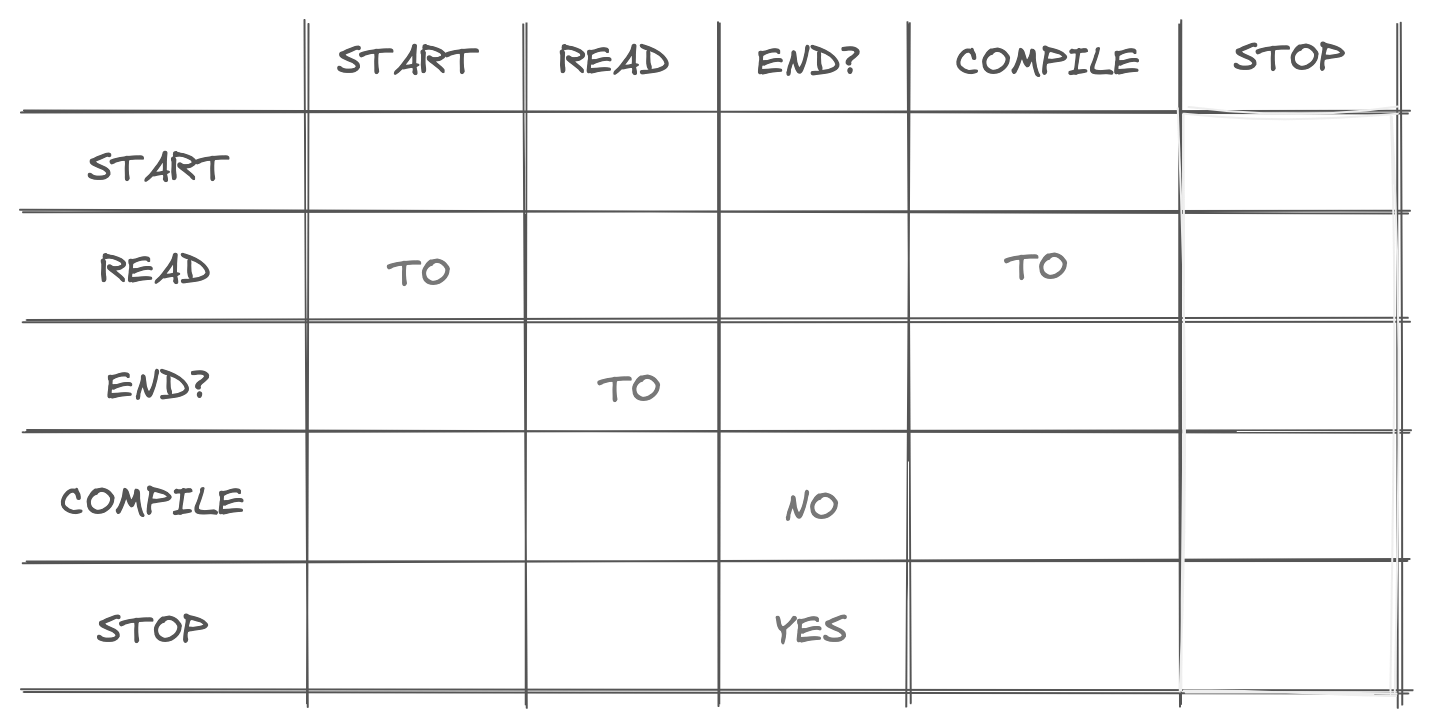 START READ END? COMPILE STOP
START
READ TO TO
END? TO
COMPILE NO
STOP YES